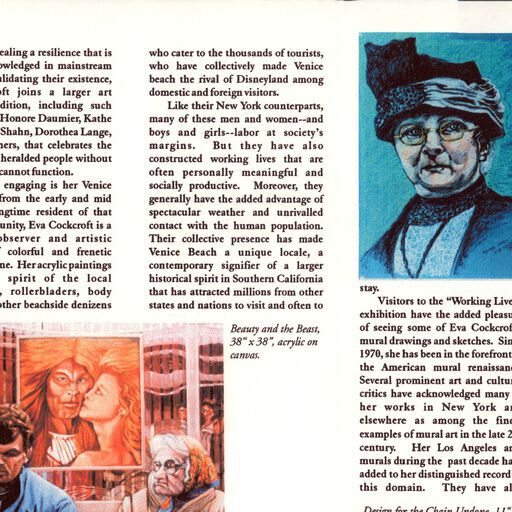 ealing a resilience that is
wledged in mainstream
lidating their existence,
oft joins a larger art
dition, including such
Honore Daumier, Kathe
Shahn, Dorothea Lange,
hers, that celebrates the
heralded people without
cannot function.
engaging is her Venice
from the early and mid
ngtime resident of that
unity, Eva Cockcroft is a
observer and artistic
colorful and frenetic
ne. Her acrylic paintings
spirit of the local
rollerbladers, body
other beachside denizens
who cater to the thousands of tourists,
who have collectively made Venice
beach the rival of Disneyland among
domestic and foreign visitors.
Like their New York counterparts,
many of these men and women--and
boys and girls--labor at society's
margins. But they have also
constructed working lives that are
often personally meaningful and
socially productive. Moreover, they
generally have the added advantage of
spectacular weather and unrivalled
contact with the human population.
Their collective presence has made
Venice Beach a unique locale, a
contemporary signifier of a larger
historical spirit in Southern California
that has attracted millions from other
states and nations to visit and often to
Beauty and the Beast,
38" x 38", acrylic on
canvas.
stay.
Visitors to the "Working Live
exhibition have the added pleasu
of seeing some of Eva Cockcrof
mural drawings and sketches. Sin
1970, she has been in the forefront
the American mural renaissanc
Several prominent art and cultur
critics have acknowledged many
her works in New York an
elsewhere as among the fine
examples of mural art in the late 2
century. Her Los Angeles an
murals during the past decade ha
added to her distinguished record
this domain. They have al
Design for the Chain Undone, 11"